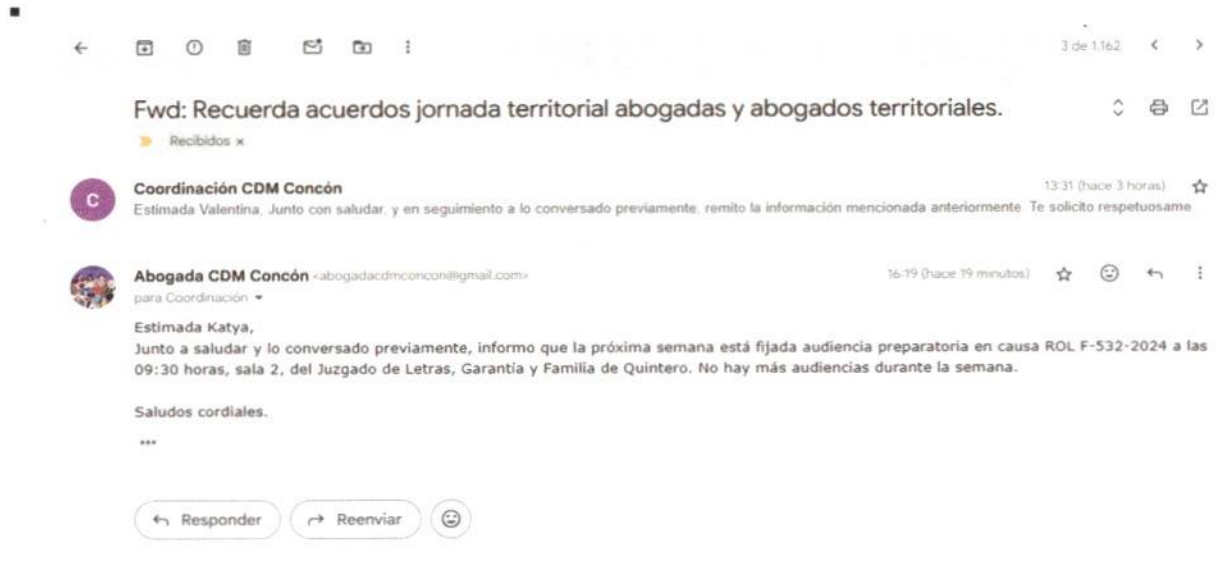 3 de 1.162
Fwd: Recuerda acuerdos jornada territorial abogadas y abogados territoriales.
Recibidos x
C
Coordinación CDM Concón
13:31 (hace 3 horas)
Estimada Valentina, Junto con saludar, y en seguimiento a lo conversado previamente, remito la información mencionada anteriormente. Te solicito respetuosame
Abogada CDM Concón <abogadacdmconcon@gmail.com>
16:19 (hace 19 minutos)
para Coordinación
Estimada Katya,
Junto a saludar y lo conversado previamente, informo que la próxima semana está fijada audiencia preparatoria en causa ROL F-532-2024 a las
09:30 horas, sala 2, del Juzgado de Letras, Garantía y Familia de Quintero. No hay más audiencias durante la semana.
Saludos cordiales.
Responder
Reenviar